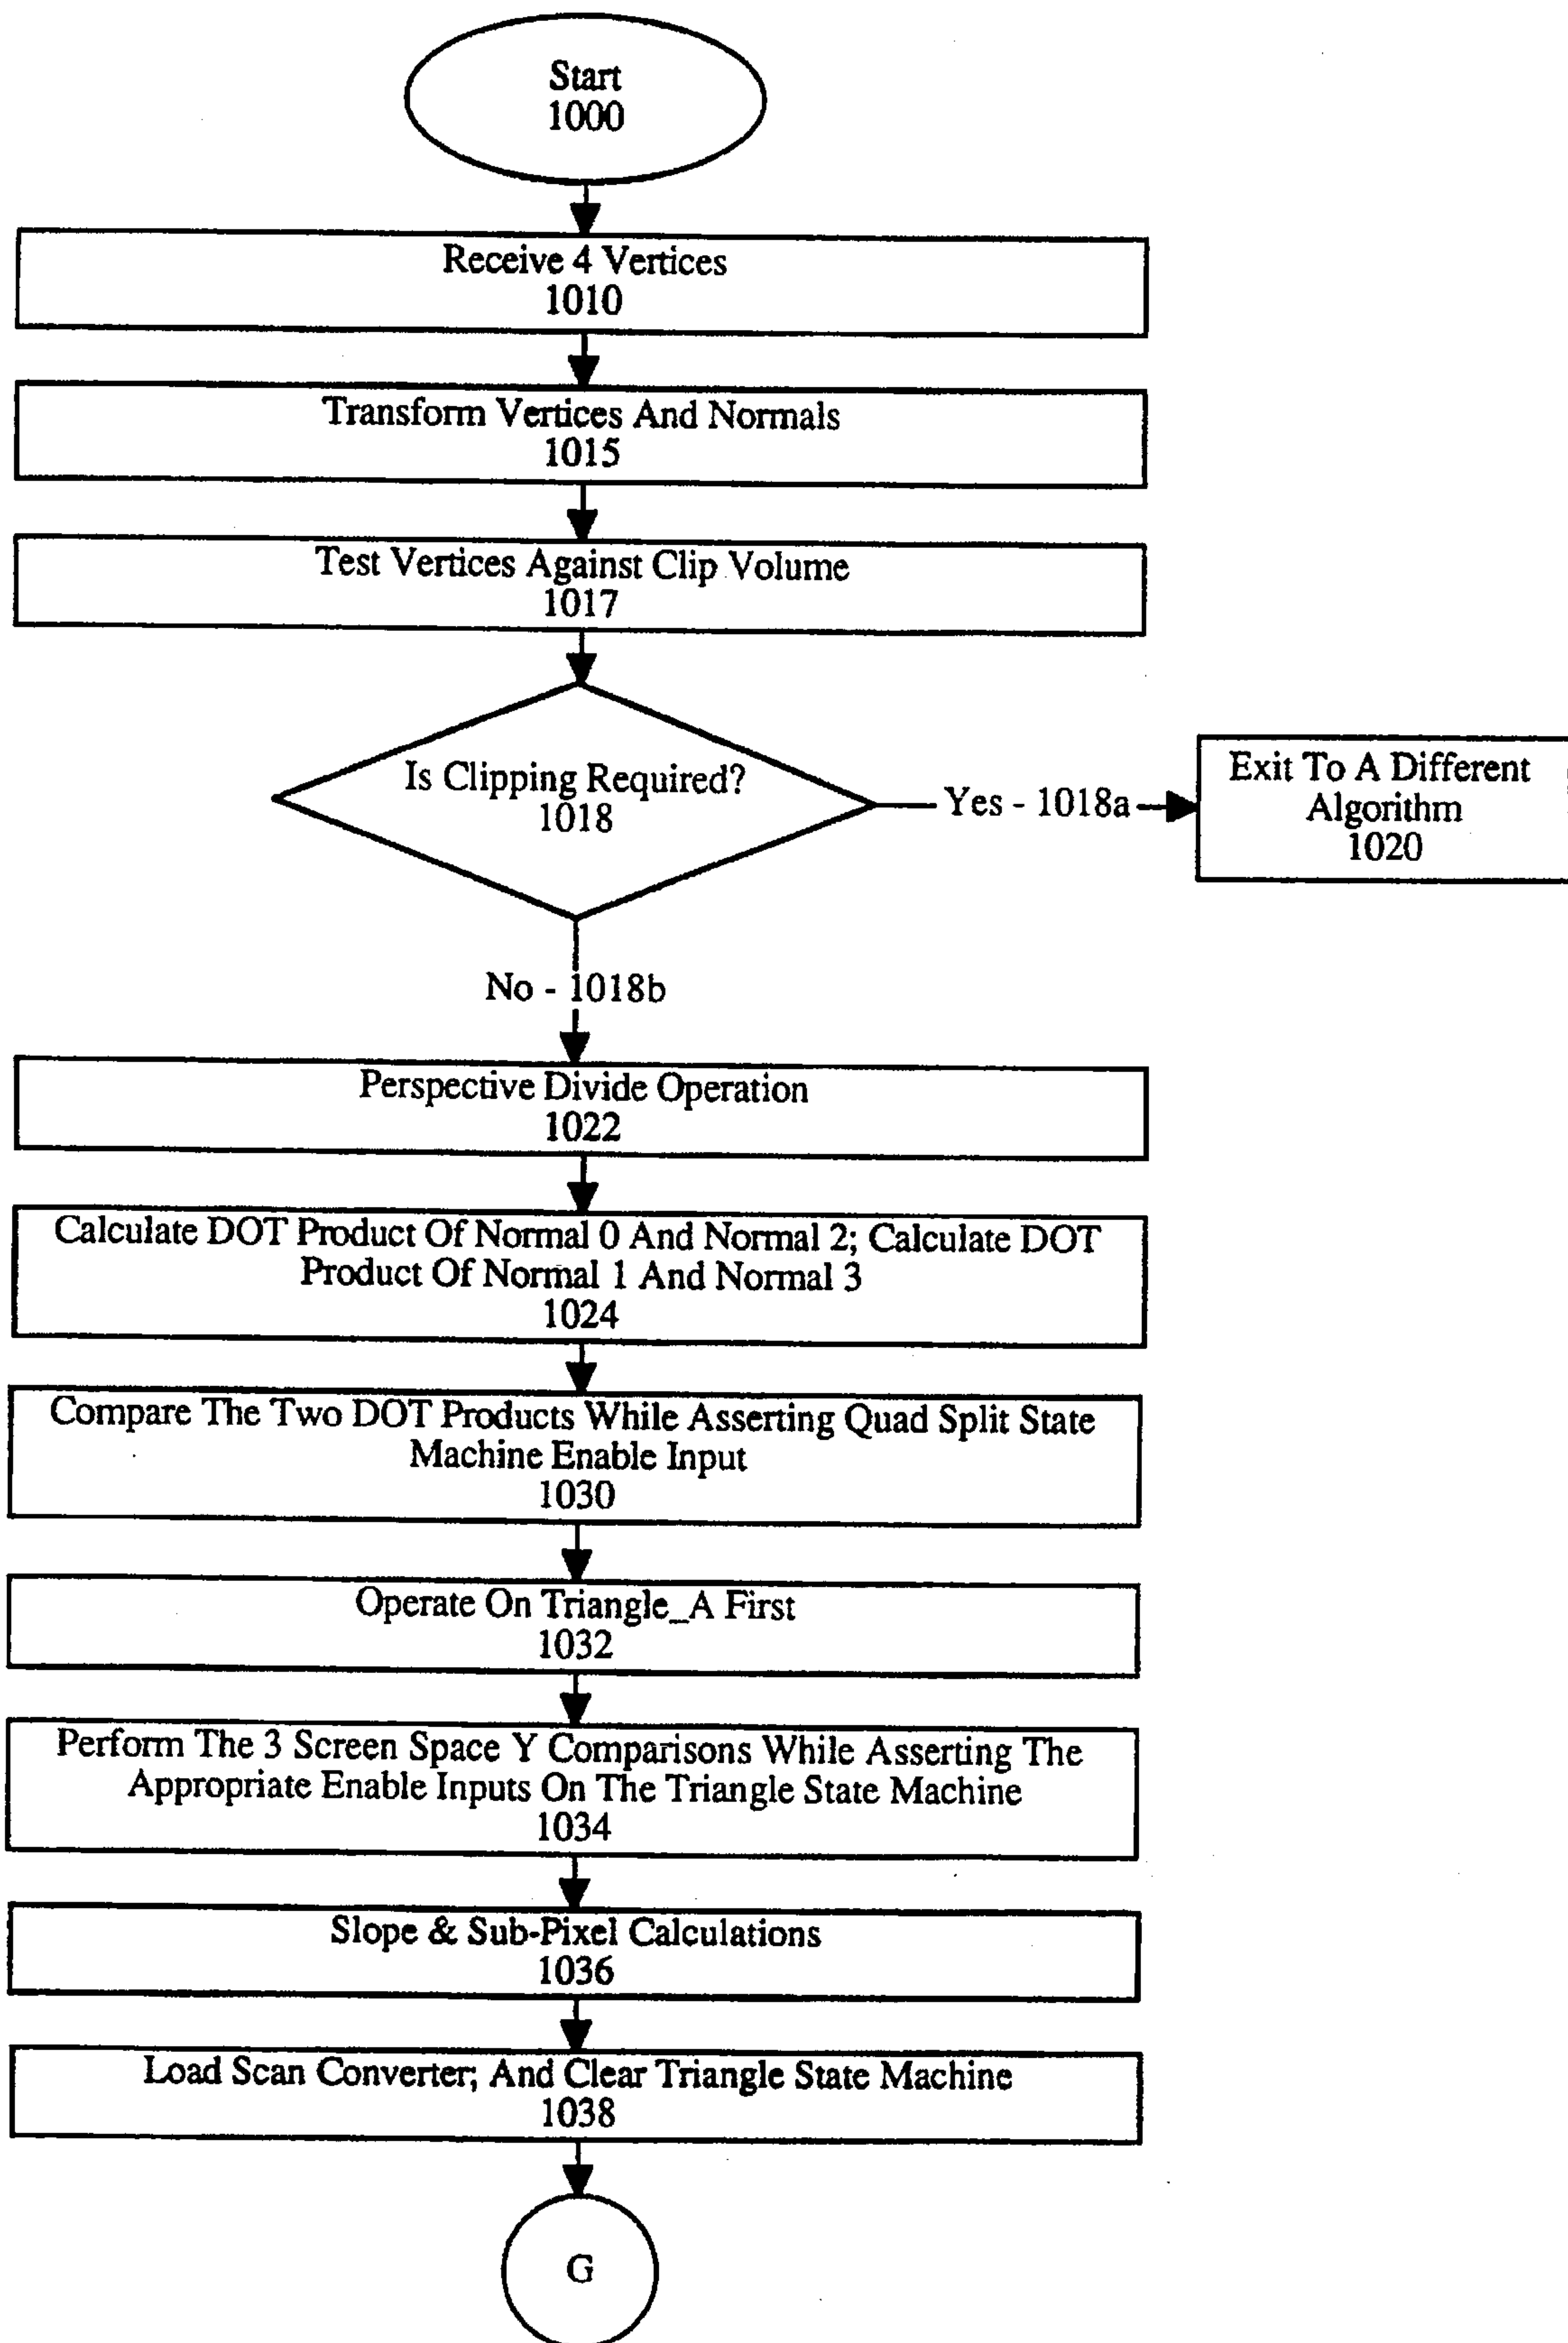 Start
1000
Receive 4 Vertices
1010
Transform Vertices And Normals
1015
Test Vertices Against Clip Volume
1017
Is Clipping Required?
1018
Yes - 1018a
Exit To A Different
Algorithm
1020
No - 1018b
Perspective Divide Operation
1022
Calculate DOT Product Of Normal 0 And Normal 2; Calculate DOT
Product Of Normal 1 And Normal 3
1024
Compare The Two DOT Products While Asserting Quad Split State
Machine Enable Input
1030
Operate On Triangle_A First
1032
Perform The 3 Screen Space Y Comparisons While Asserting The
Appropriate Enable Inputs On The Triangle State Machine
1034
Slope & Sub-Pixel Calculations
1036
Load Scan Converter; And Clear Triangle State Machine
1038
G